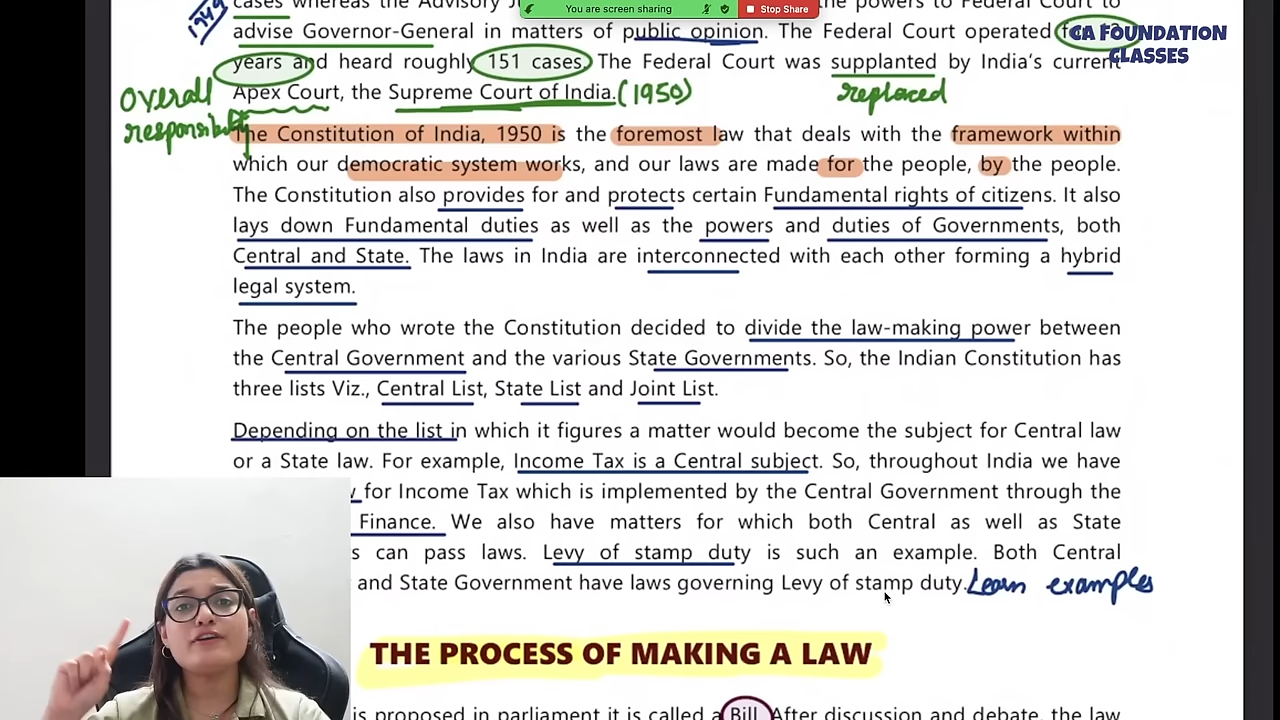 You are screen sharing Stop Share
cases whereas the Advisory the powers to Federal Court to
1949
advise Governor-General in matters of public opinion. The Federal Court operated
CA FOUNDATION
CLASSES
years and heard roughly 151 cases. The Federal Court was supplanted by India's current
Apex Court, the Supreme Court of India. (1950) replaced
Overall
responsibility
The Constitution of India, 1950 is the foremost law that deals with the framework within
which our democratic system works, and our laws are made for the people, by the people.
The Constitution also provides for and protects certain Fundamental rights of citizens. It also
lays down Fundamental duties as well as the powers and duties of Governments, both
Central and State. The laws in India are interconnected with each other forming a hybrid
legal system.
The people who wrote the Constitution decided to divide the law-making power between
the Central Government and the various State Governments. So, the Indian Constitution has
three lists Viz., Central List, State List and Joint List.
Depending on the list in which it figures a matter would become the subject for Central law
or a State law. For example, Income Tax is a Central subject. So, throughout India we have
for Income Tax which is implemented by the Central Government through the
Finance. We also have matters for which both Central as well as State
can pass laws. Levy of stamp duty is such an example. Both Central
and State Government have laws governing Levy of stamp duty. Learn examples
THE PROCESS OF MAKING A LAW
is proposed in parliament it is called a Bill. After discussion and debate, the law